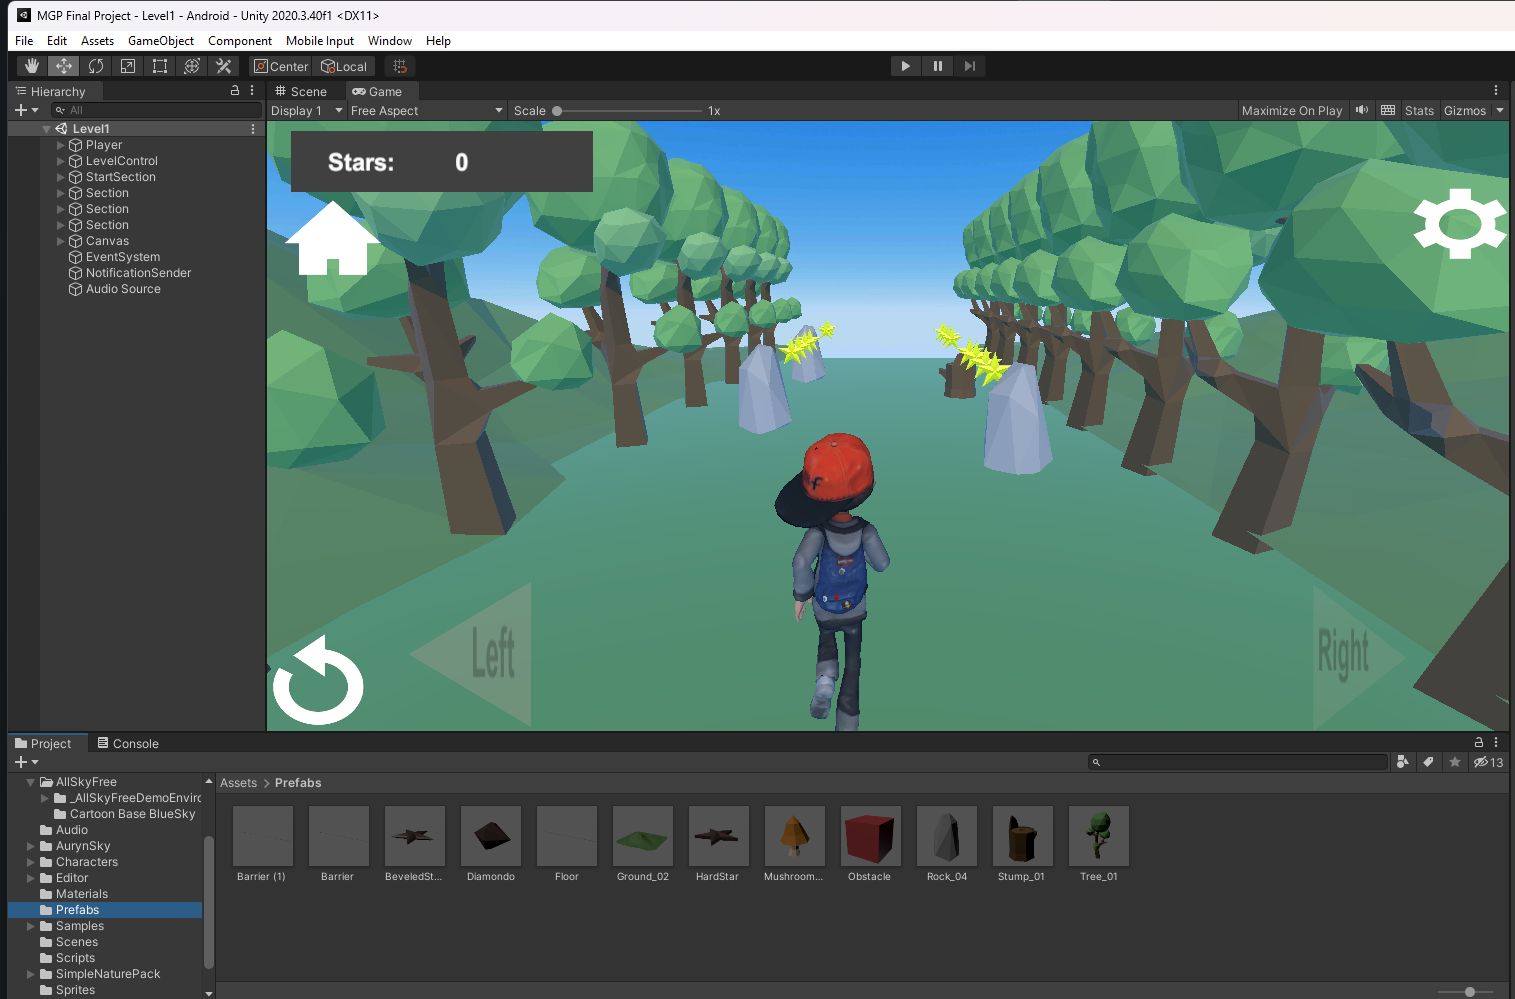 MGP Final Project - Level1 - Android - Unity 2020.3.40f1 <DX11>
File Edit Assets GameObject Component Mobile Input Window Help
Center Local
Hierarchy
All
Level1
Player
LevelControl
StartSection
Section
Section
Section
Canvas
EventSystem
NotificationSender
Audio Source
Scene Game
Display 1 Free Aspect Scale 1x Maximize On Play Stats Gizmos
Stars: 0
Left
Right
Project Console
13
AllSkyFree
_AllSkyFreeDemoEnvirc
Cartoon Base BlueSky
Audio
AurynSky
Characters
Editor
Materials
Prefabs
Samples
Scenes
Scripts
SimpleNaturePack
Sprites
Assets > Prefabs
Barrier (1) Barrier BeveledSt... Diamondo Floor Ground_02 HardStar Mushroom... Obstacle Rock_04 Stump_01 Tree_01